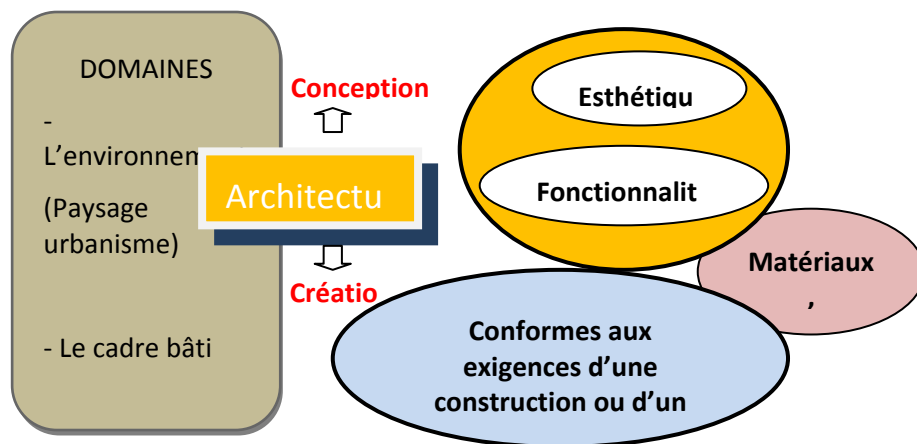 DOMAINES
-
L’environnem
(Paysage
urbanisme)
- Le cadre bâti
Conception
Architectu
Créatio
Esthétiqu
Fonctionnalit
Matériaux
,
Conformes aux
exigences d’une
construction ou d’un